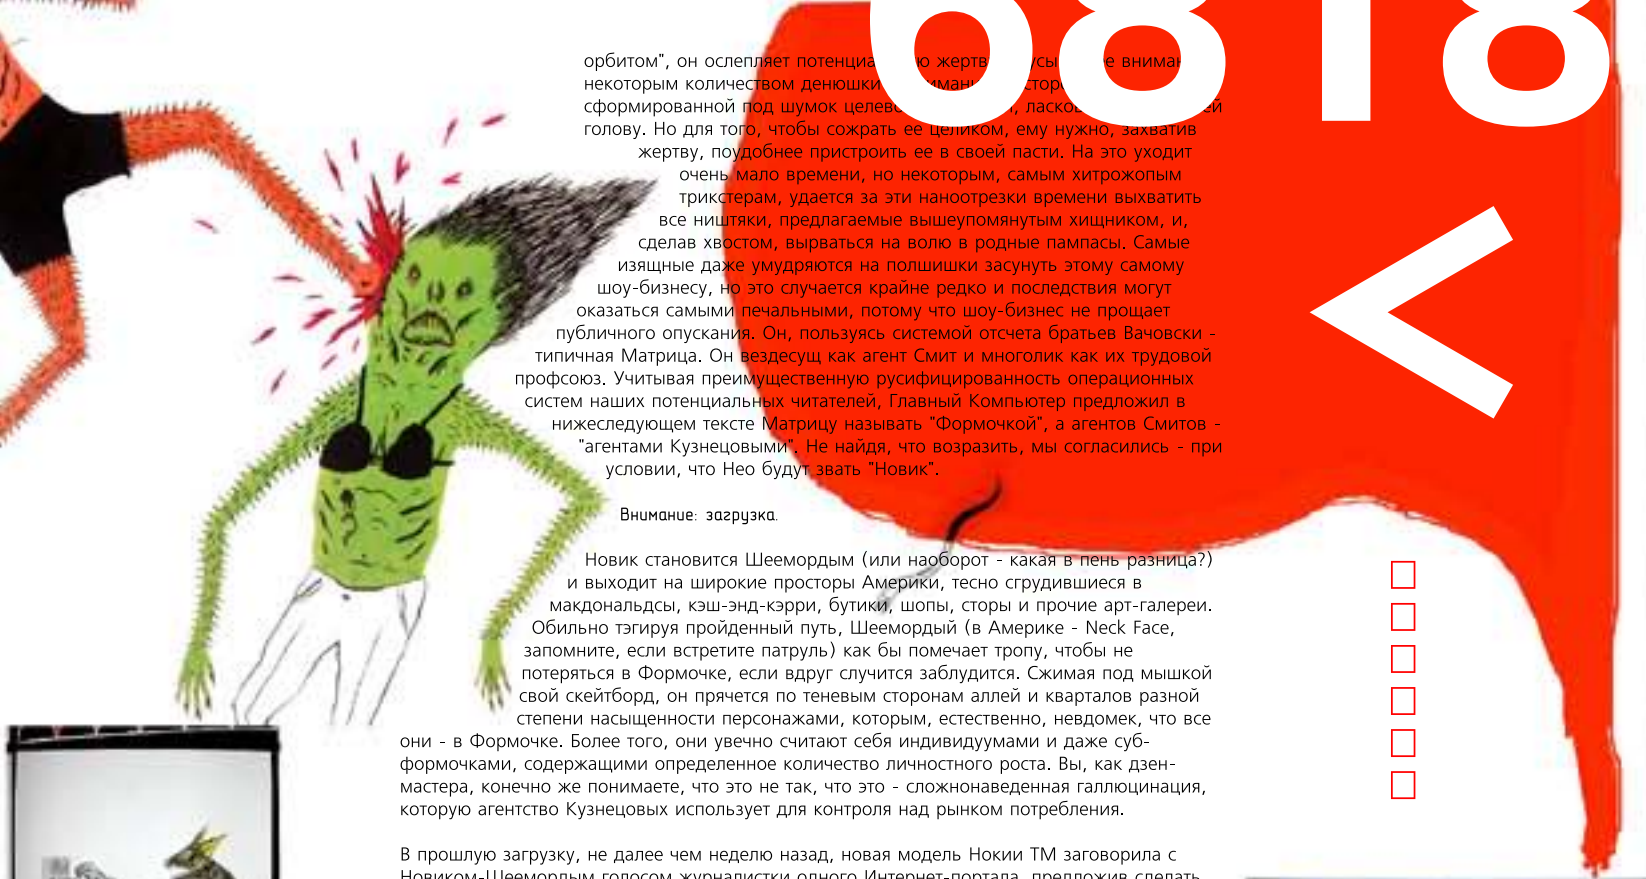 6818
<
орбитом", он ослепляет жертв внима
некоторым количеством денюшки
сформированной под шумок
голову. Но для того, чтобы сожрать ее целиком, ему нужно, захватив
жертву, поудобнее пристроить ее в своей пасти. На это уходит
очень мало времени, но некоторым, самым хитрожопым
трикстерам, удается за эти наноотрезки времени выхватить
все ништяки, предлагаемые вышеупомянутым хищником, и,
сделав хвостом, вырваться на волю в родные пампасы. Самые
изящные даже умудряются на полшишки засунуть этому самому
шоу-бизнесу, но это случается крайне редко и последствия могут
оказаться самыми печальными, потому что шоу-бизнес не прощает
публичного опускания. Он, пользуясь системой отсчета братьев Вачовски -
типичная Матрица. Он вездесущ как агент Смит и многолик как их трудовой
профсоюз. Учитывая преимущественную русифицированность операционных
систем наших потенциальных читателей, Главный Компьютер предложил в
нижеследующем тексте Матрицу называть "Формочкой", а агентов Смитов -
"агентами Кузнецовыми". Не найдя, что возразить, мы согласились - при
условии, что Нео будут звать "Новик".
Внимание: загрузка.
Новик становится Шеемордым (или наоборот - какая в пень разница?)
и выходит на широкие просторы Америки, тесно сгрудившиеся в
макдональдсы, кэш-энд-кэрри, бутики, шопы, сторы и прочие арт-галереи.
Обильно тэгируя пройденный путь, Шеемордый (в Америке - Neck Face,
запомните, если встретите патруль) как бы помечает тропу, чтобы не
потеряться в Формочке, если вдруг случится заблудится. Сжимая под мышкой
свой скейтборд, он прячется по теневым сторонам аллей и кварталов разной
степени насыщенности персонажами, которым, естественно, невдомек, что все
они - в Формочке. Более того, они увечно считают себя индивидуумами и даже суб-
формочками, содержащими определенное количество личностного роста. Вы, как дзен-
мастера, конечно же понимаете, что это не так, что это - сложнонаведенная галлюцинация,
которую агентство Кузнецовых использует для контроля над рынком потребления.
В прошлую загрузку, не далее чем неделю назад, новая модель Нокии ТМ заговорила с
Новиком-Шеемордым голосом журналистки одного Интернет-портала, предложив сделать